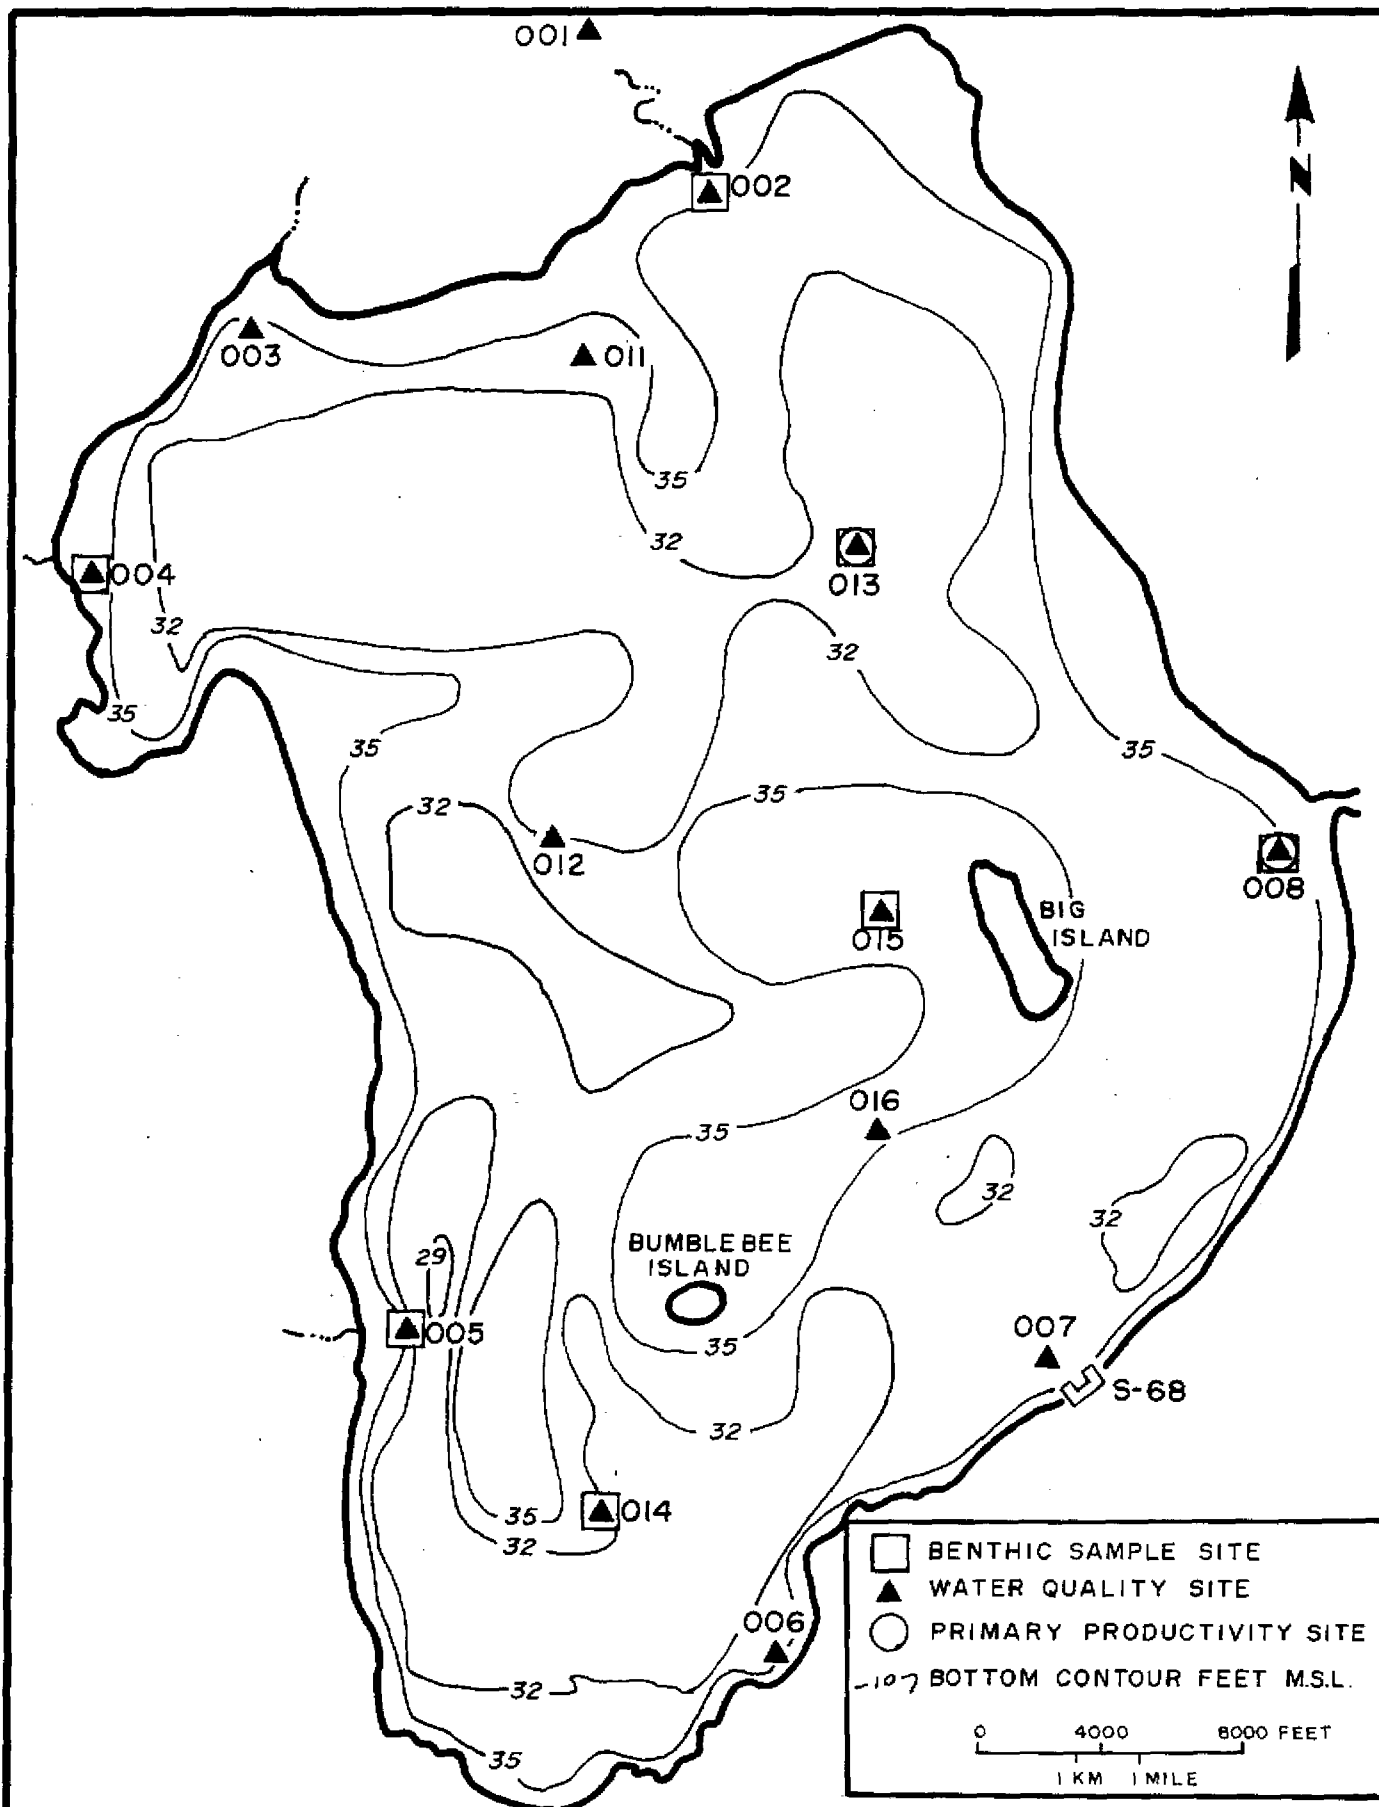 001
N
002
003
011
35
32
013
004
32
32
35
35
35
32
35
012
008
015
BIG
ISLAND
016
35
32
32
BUMBLEBEE
ISLAND
29
005
007
35
S-68
32
014
35
32
006
32
35
BENTHIC SAMPLE SITE
WATER QUALITY SITE
PRIMARY PRODUCTIVITY SITE
-107 BOTTOM CONTOUR FEET M.S.L.
0 4000 8000 FEET
1 KM 1 MILE